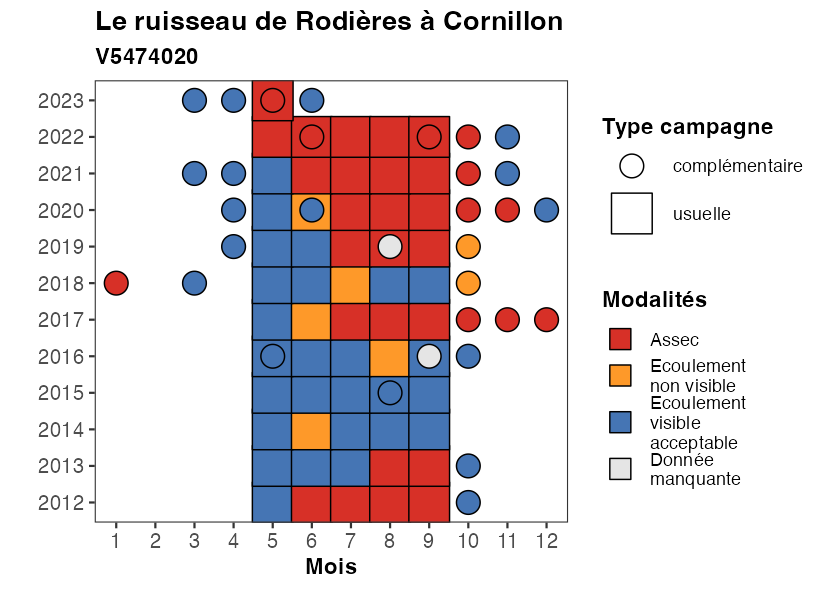 Le ruisseau de Rodières à Cornillon
V5474020
2023
2022
2021
2020
2019
2018
2017
2016
2015
2014
2013
2012
1 2 3 4 5 6 7 8 9 10 11 12
Mois
Type campagne
complémentaire
usuelle
Modalités
Assec
Ecoulement
non visible
Ecoulement
visible
acceptable
Donnée
manquante